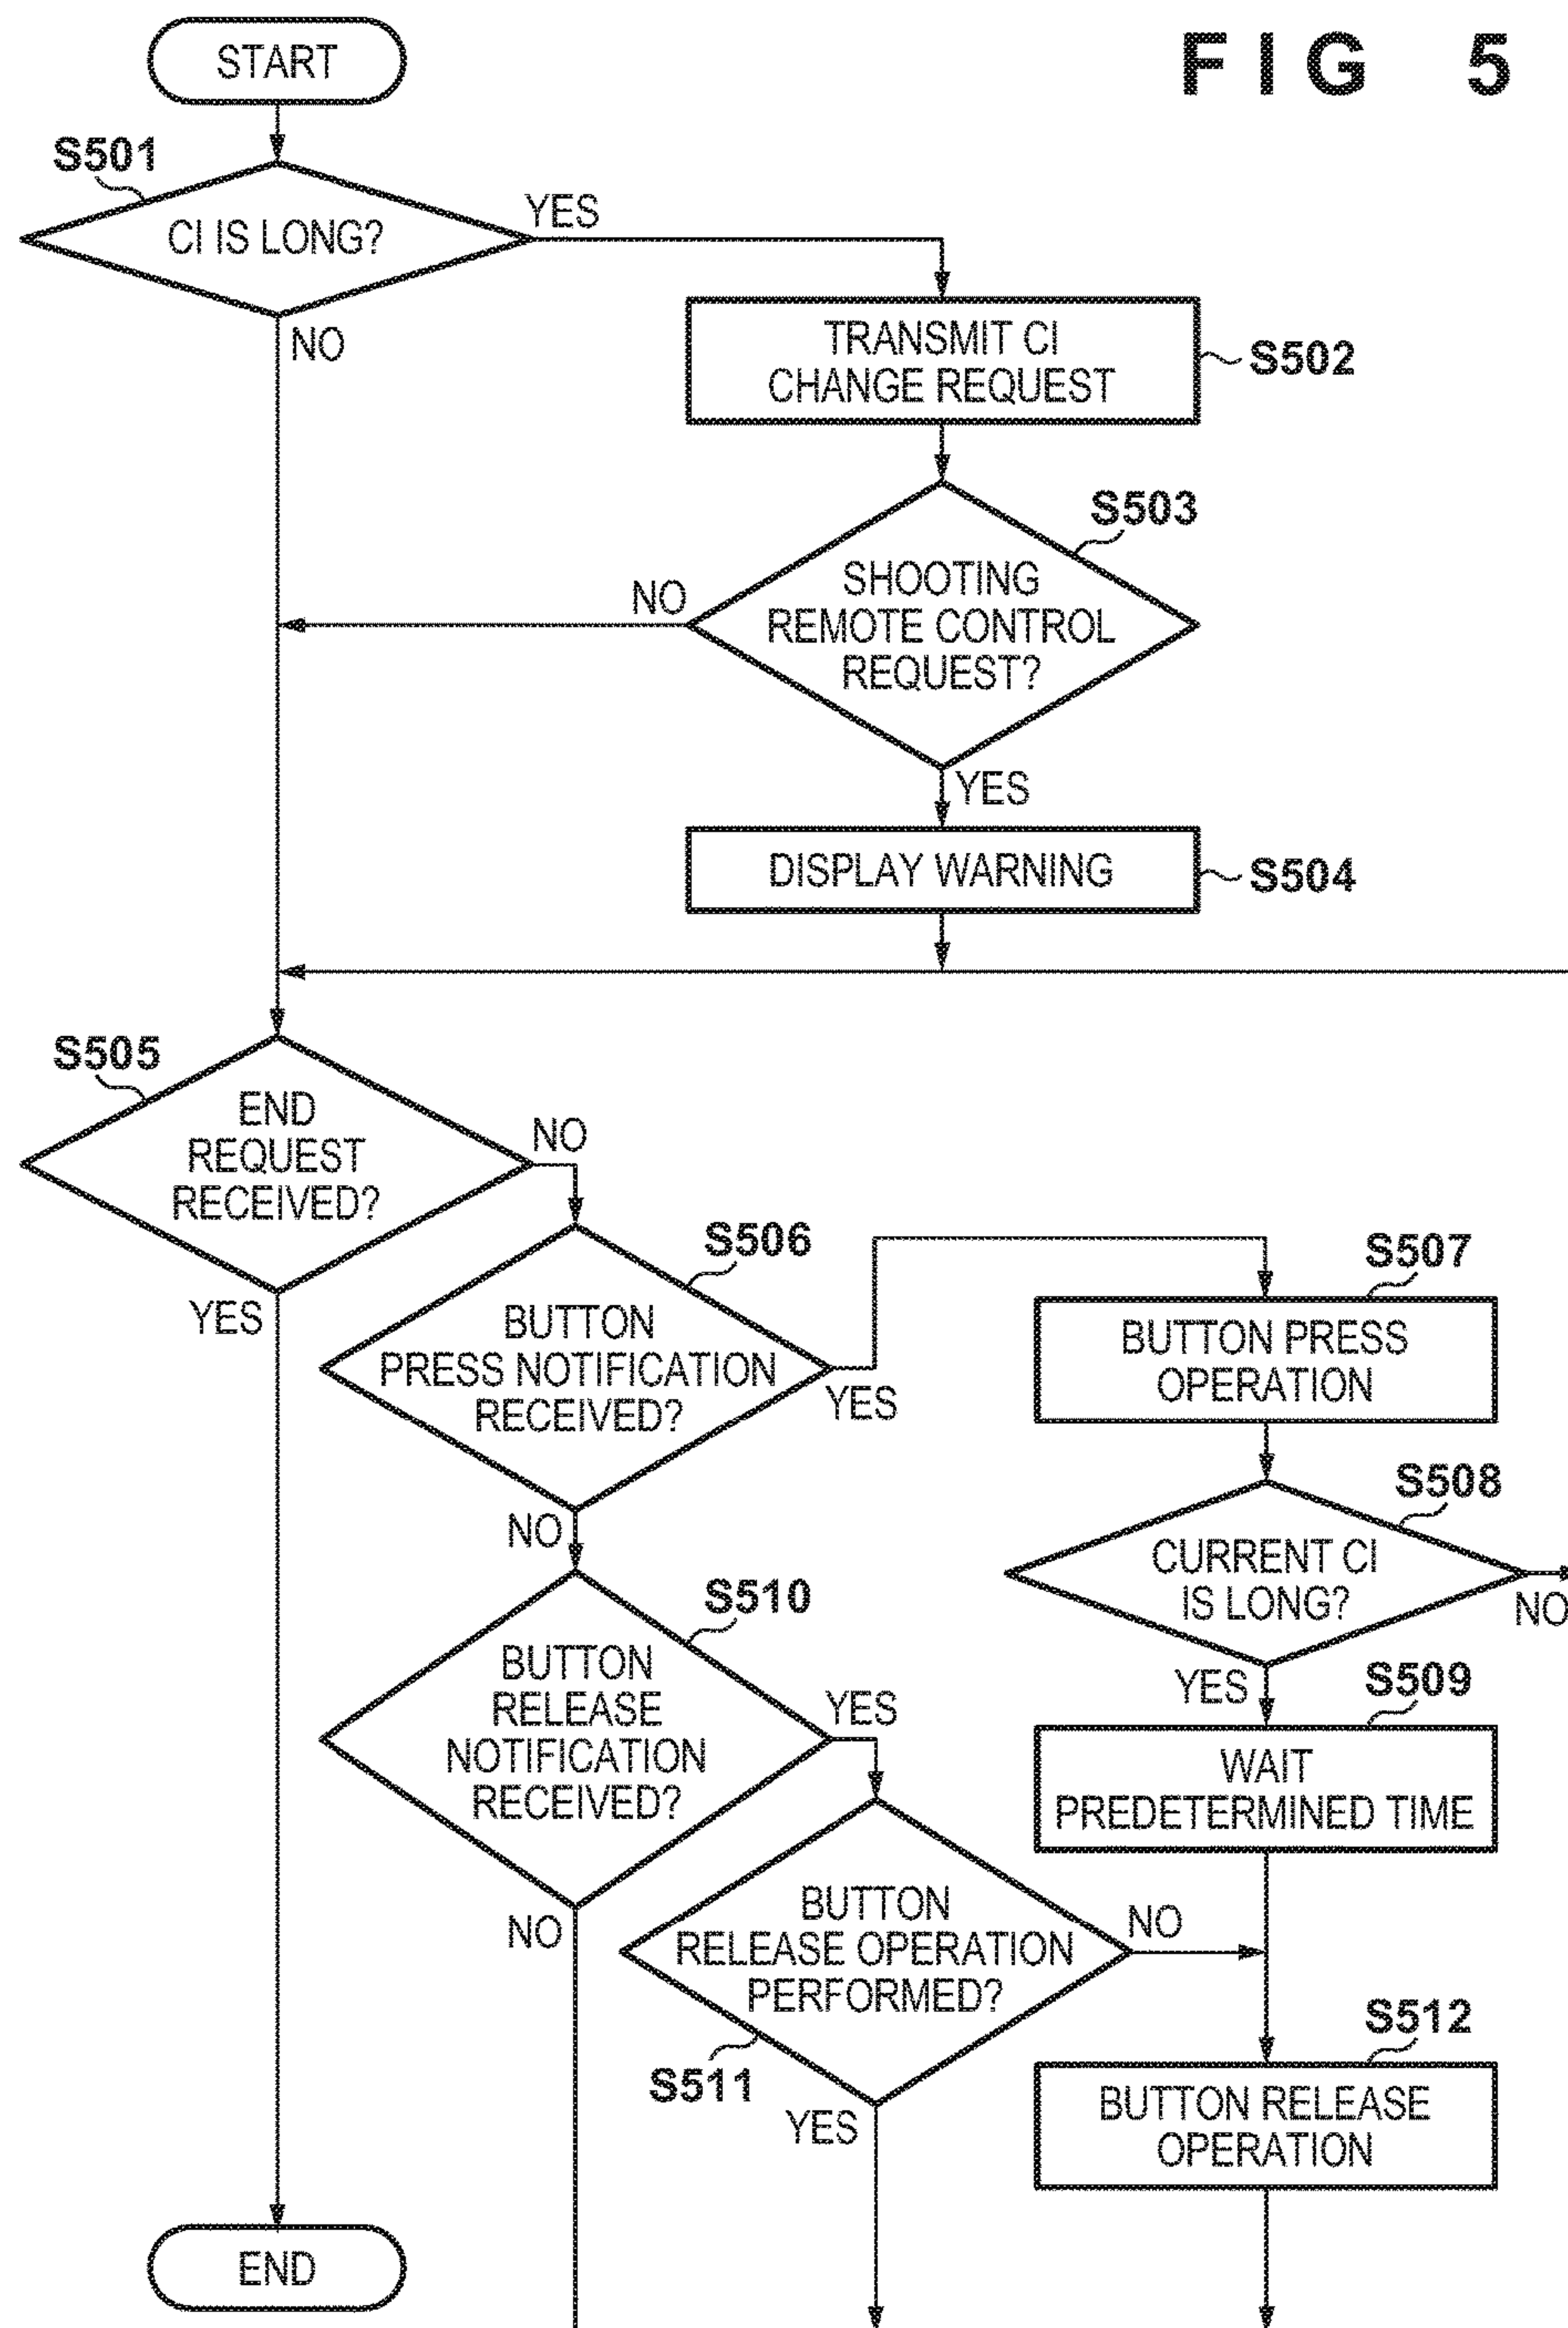 FIG 5
START
S501
CI IS LONG?
YES
NO
TRANSMIT CI
CHANGE REQUEST
S502
S503
SHOOTING
REMOTE CONTROL
REQUEST?
NO
YES
DISPLAY WARNING
S504
S505
END
REQUEST
RECEIVED?
NO
YES
S506
BUTTON
PRESS NOTIFICATION
RECEIVED?
YES
NO
S507
BUTTON PRESS
OPERATION
S508
CURRENT CI
IS LONG?
NO
YES
S509
WAIT
PREDETERMINED TIME
S510
BUTTON
RELEASE
NOTIFICATION
RECEIVED?
YES
NO
BUTTON
RELEASE OPERATION
PERFORMED?
NO
S511
YES
S512
BUTTON RELEASE
OPERATION
END